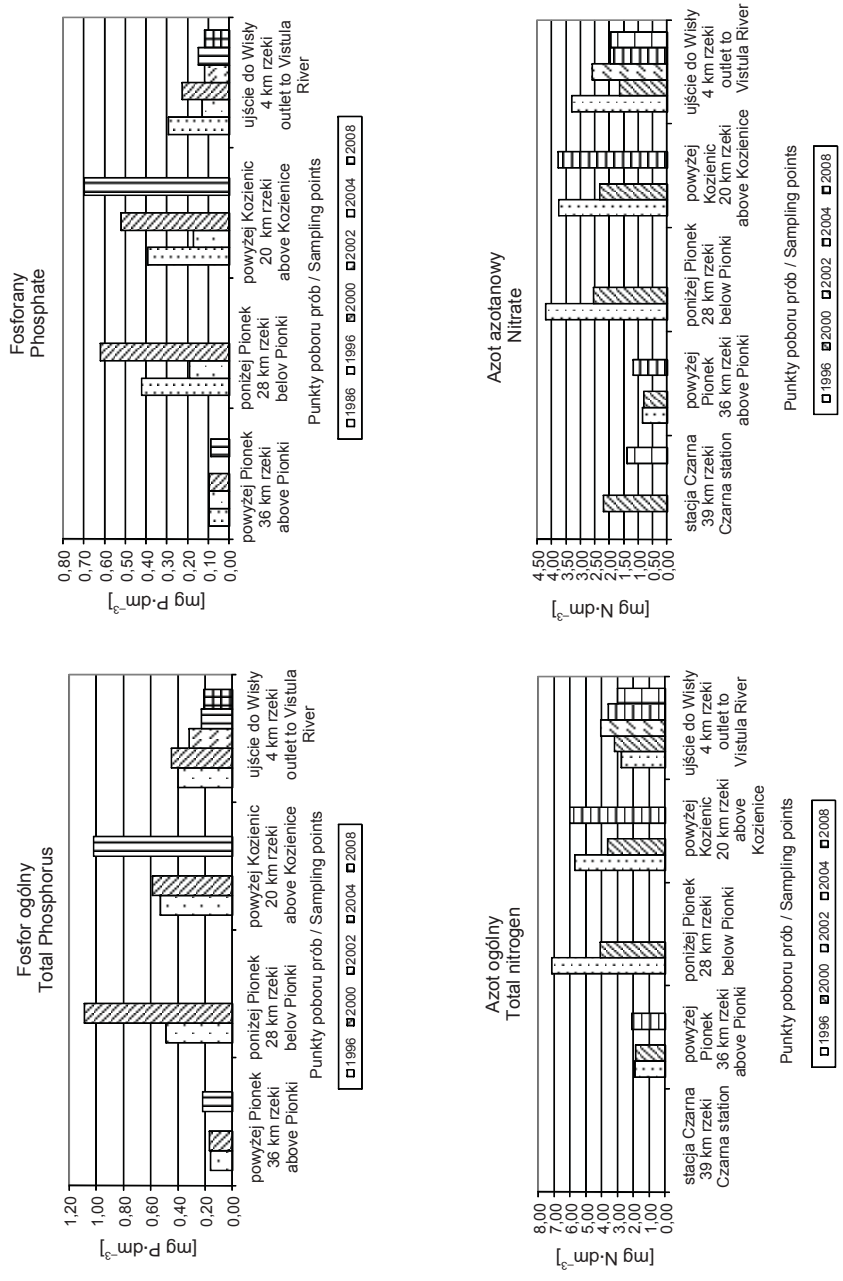 Fosfor ogólny
Total Phosphorus
[mg P·dm⁻³]
1,20
1,00
0,80
0,60
0,40
0,20
0,00
powyżej Pionek
36 km rzeki
above Pionki
poniżej Pionek
28 km rzeki
belov Pionki
powyżej Kozienic
20 km rzeki
above Kozienice
ujście do Wisły
4 km rzeki
outlet to Vistula
River
Punkty poboru prób / Sampling points
1996 2000 2002 2004 2008
Fosforany
Phosphate
[mg P·dm⁻³]
0,80
0,70
0,60
0,50
0,40
0,30
0,20
0,10
0,00
powyżej Pionek
36 km rzeki
above Pionki
poniżej Pionek
28 km rzeki
belov Pionki
powyżej Kozienic
20 km rzeki
above Kozienice
ujście do Wisły
4 km rzeki
outlet to Vistula
River
Punkty poboru prób / Sampling points
1986 1996 2000 2002 2004 2008
Azot ogólny
Total nitrogen
[mg N·dm⁻³]
8,00
7,00
6,00
5,00
4,00
3,00
2,00
1,00
0,00
stacja Czarna
39 km rzeki
Czarna station
powyżej
Pionek
36 km rzeki
above Pionki
poniżej Pionek
28 km rzeki
below Pionki
powyżej
Kozienic
20 km rzeki
above
Kozienice
ujście do Wisły
4 km rzeki
outlet to
Vistula River
Punkty poboru prób / Sampling points
1996 2000 2002 2004 2008
Azot azotanowy
Nitrate
[mg N·dm⁻³]
4,50
4,00
3,50
3,00
2,50
2,00
1,50
1,00
0,50
0,00
stacja Czarna
39 km rzeki
Czarna station
powyżej
Pionek
36 km rzeki
above Pionki
poniżej Pionek
28 km rzeki
below Pionki
powyżej
Kozienic
20 km rzeki
above Kozienice
ujście do Wisły
4 km rzeki
outlet to
Vistula River
Punkty poboru prób / Sampling points
1996 2000 2002 2004 2008